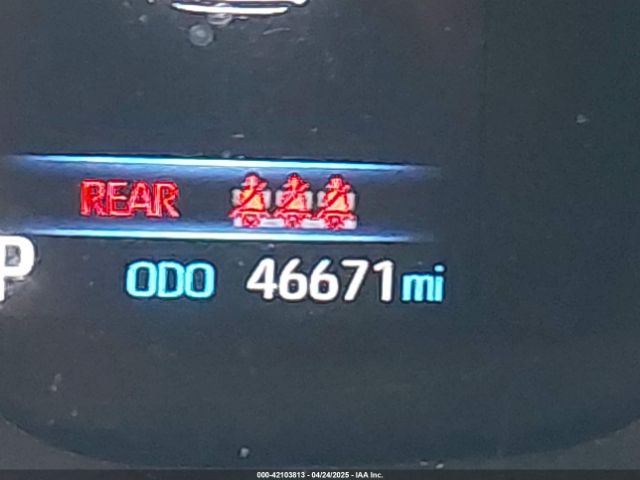 REAR
P
ODO 46671 mi
000-42103813 - 04/24/2025 - IAA Inc.